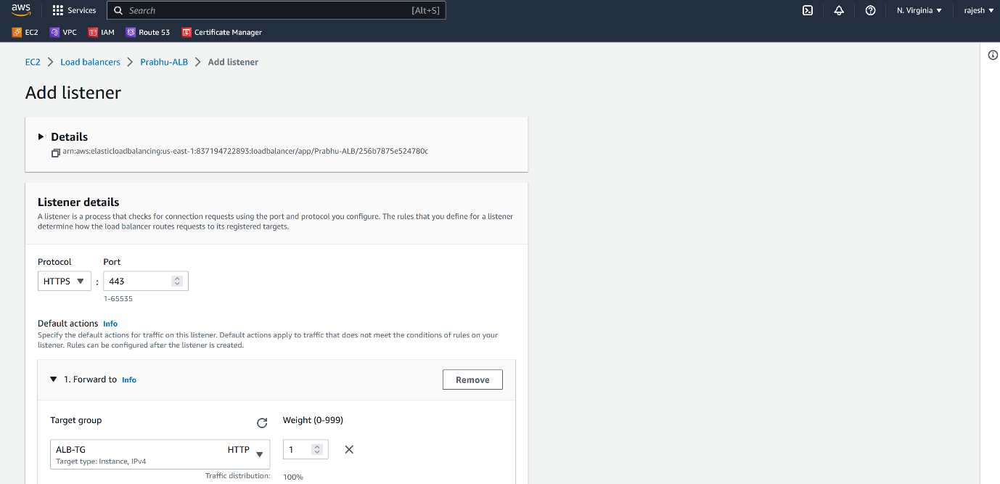 aws Services Search [Alt+S] N. Virginia rajesh
EC2 VPC IAM Route 53 Certificate Manager
EC2 Load balancers Prabhu-ALB Add listener
Add listener
Details
arn:aws:elasticloadbalancing:us-east-1:837194722893:loadbalancer/app/Prabhu-ALB/256b7875e524780c
Listener details
A listener is a process that checks for connection requests using the port and protocol you configure. The rules that you define for a listener
determine how the load balancer routes requests to its registered targets.
Protocol Port
HTTPS : 443
1-65535
Default actions Info
Specify the default actions for traffic on this listener. Default actions apply to traffic that does not meet the conditions of rules on your
listener. Rules can be configured after the listener is created.
1. Forward to Info Remove
Target group Weight (0-999)
ALB-TG HTTP 1
Target type: Instance, IPv4
Traffic distribution: 100%